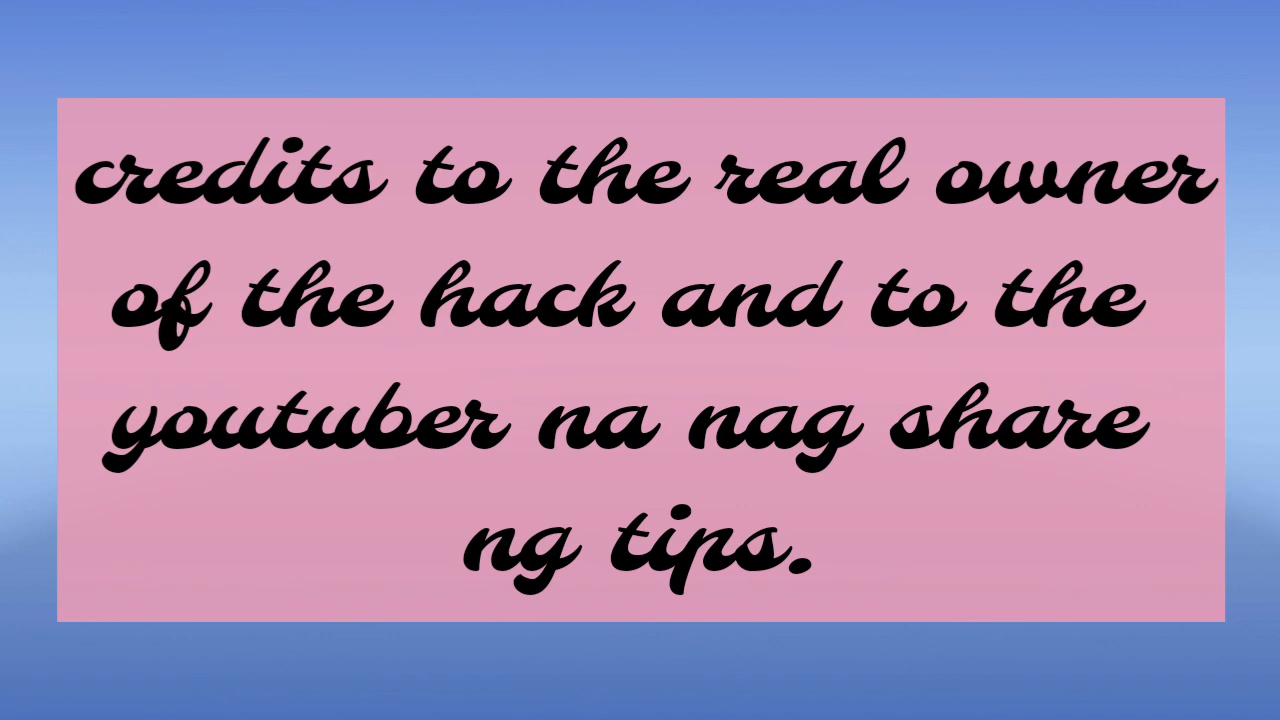 credits to the real owner
of the hack and to the
youtuber na nag share
ng tips.